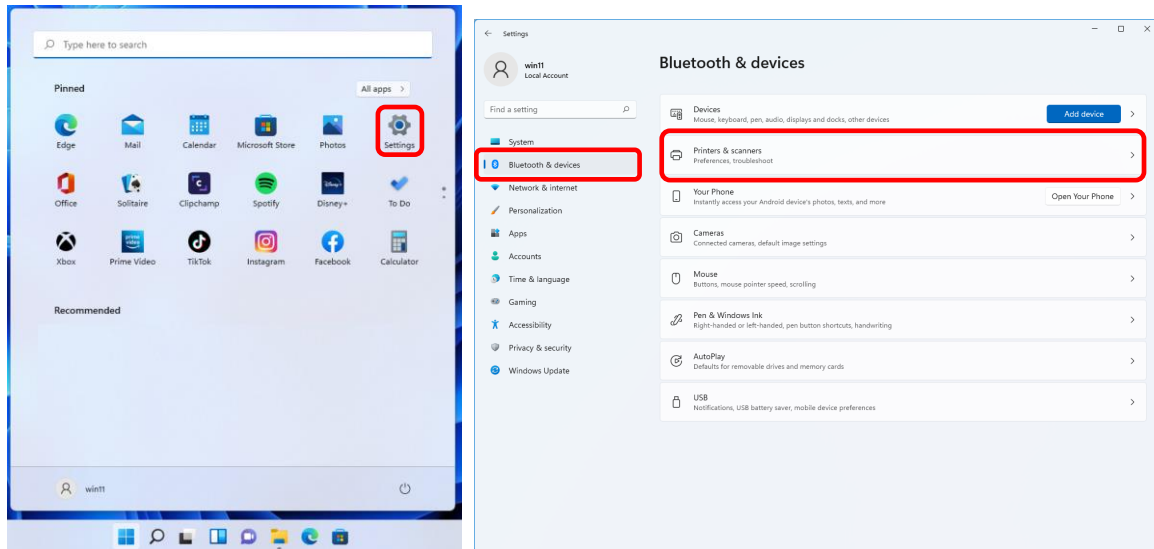 Type here to search
Pinned
All apps >
Edge
Mail
Calendar
Microsoft Store
Photos
Settings
Office
Solitaire
Clipchamp
Spotify
Disney+
To Do
Xbox
Prime Video
TikTok
Instagram
Facebook
Calculator
Recommended
win11
Settings
win11
Local Account
Find a setting
System
Bluetooth & devices
Network & internet
Personalization
Apps
Accounts
Time & language
Gaming
Accessibility
Privacy & security
Windows Update
Bluetooth & devices
Devices
Mouse, keyboard, pen, audio, displays and docks, other devices
Add device
Printers & scanners
Preferences, troubleshoot
Your Phone
Instantly access your Android device's photos, texts, and more
Open Your Phone
Cameras
Connected cameras, default image settings
Mouse
Buttons, mouse pointer speed, scrolling
Pen & Windows Ink
Right-handed or left-handed, pen button shortcuts, handwriting
AutoPlay
Defaults for removable drives and memory cards
USB
Notifications, USB battery saver, mobile device preferences